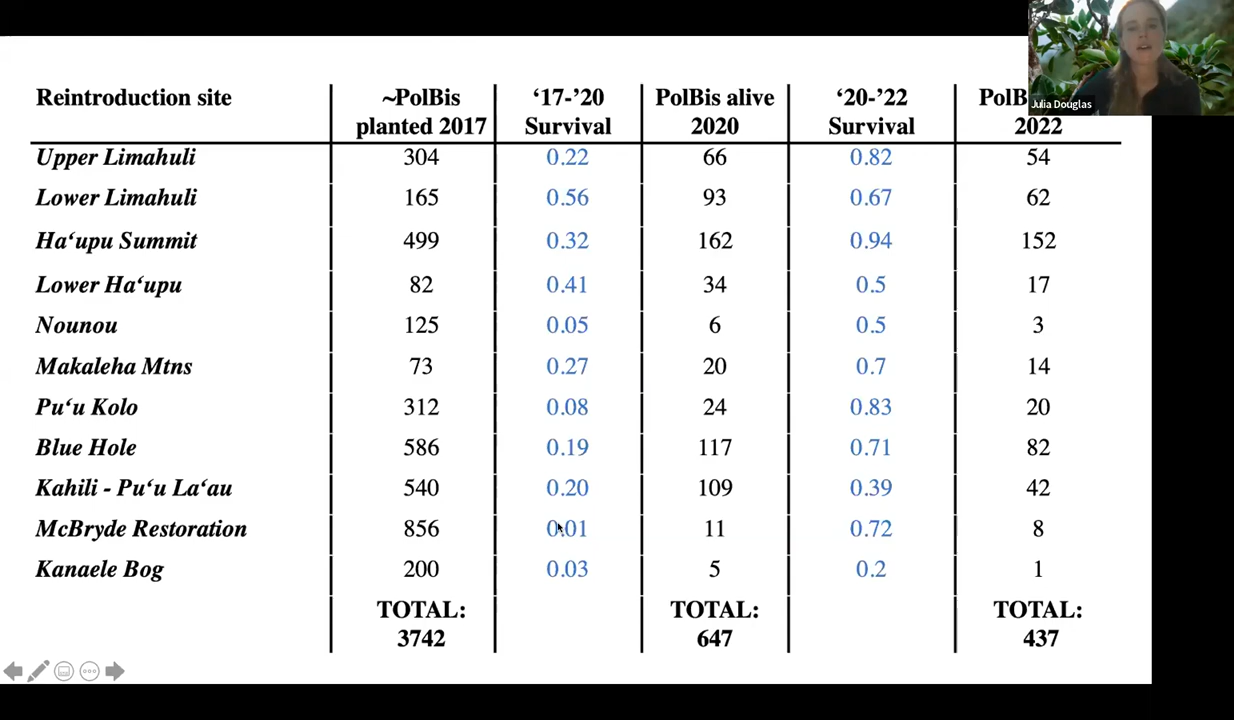 Reintroduction site ~PolBis planted 2017 ‘17-’20 Survival PolBis alive 2020 ‘20-’22 Survival PolB 2022
Upper Limahuli 304 0.22 66 0.82 54
Lower Limahuli 165 0.56 93 0.67 62
Ha‘upu Summit 499 0.32 162 0.94 152
Lower Ha‘upu 82 0.41 34 0.5 17
Nounou 125 0.05 6 0.5 3
Makaleha Mtns 73 0.27 20 0.7 14
Pu‘u Kolo 312 0.08 24 0.83 20
Blue Hole 586 0.19 117 0.71 82
Kahili - Pu‘u La‘au 540 0.20 109 0.39 42
McBryde Restoration 856 0.01 11 0.72 8
Kanaele Bog 200 0.03 5 0.2 1
TOTAL: TOTAL: TOTAL:
3742 647 437
Julia Douglas